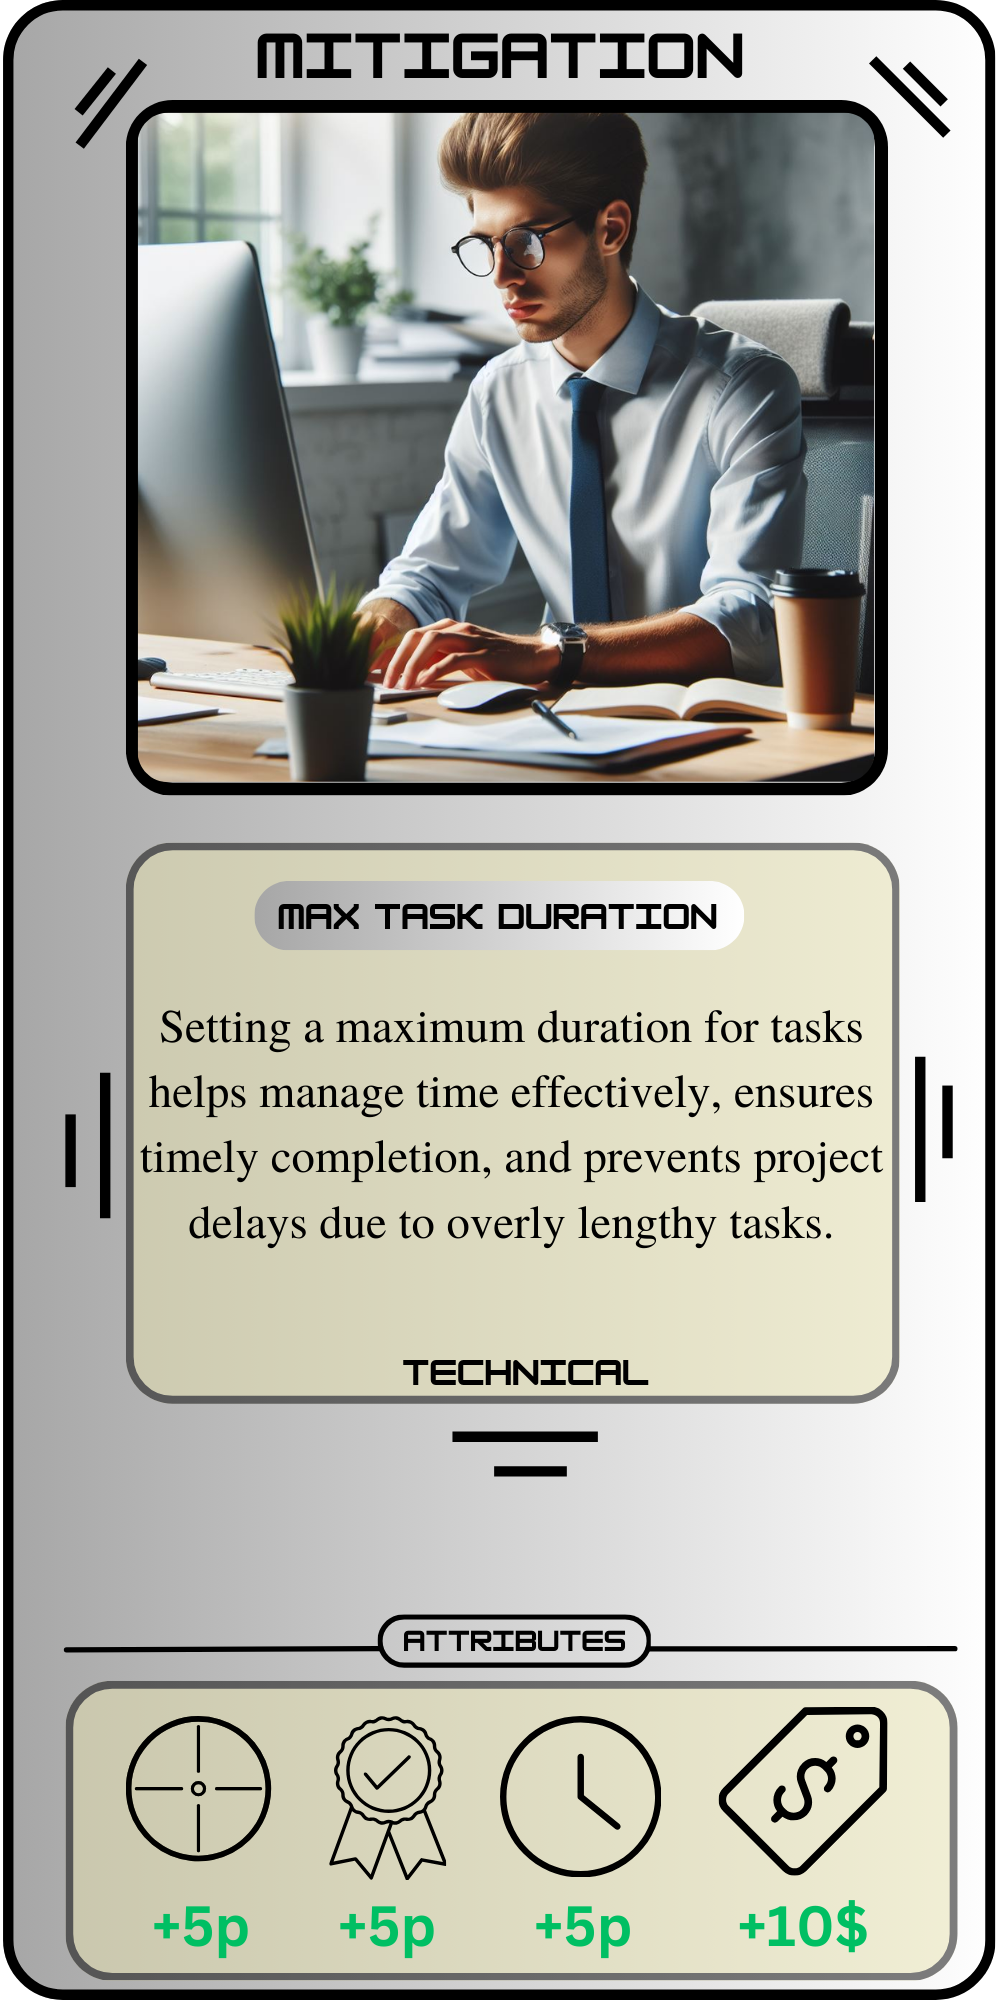 MITIGATION
MAX TASK DURATION
Setting a maximum duration for tasks
helps manage time effectively, ensures
timely completion, and prevents project
delays due to overly lengthy tasks.
TECHNICAL
ATTRIBUTES
+5p +5p +5p +10$